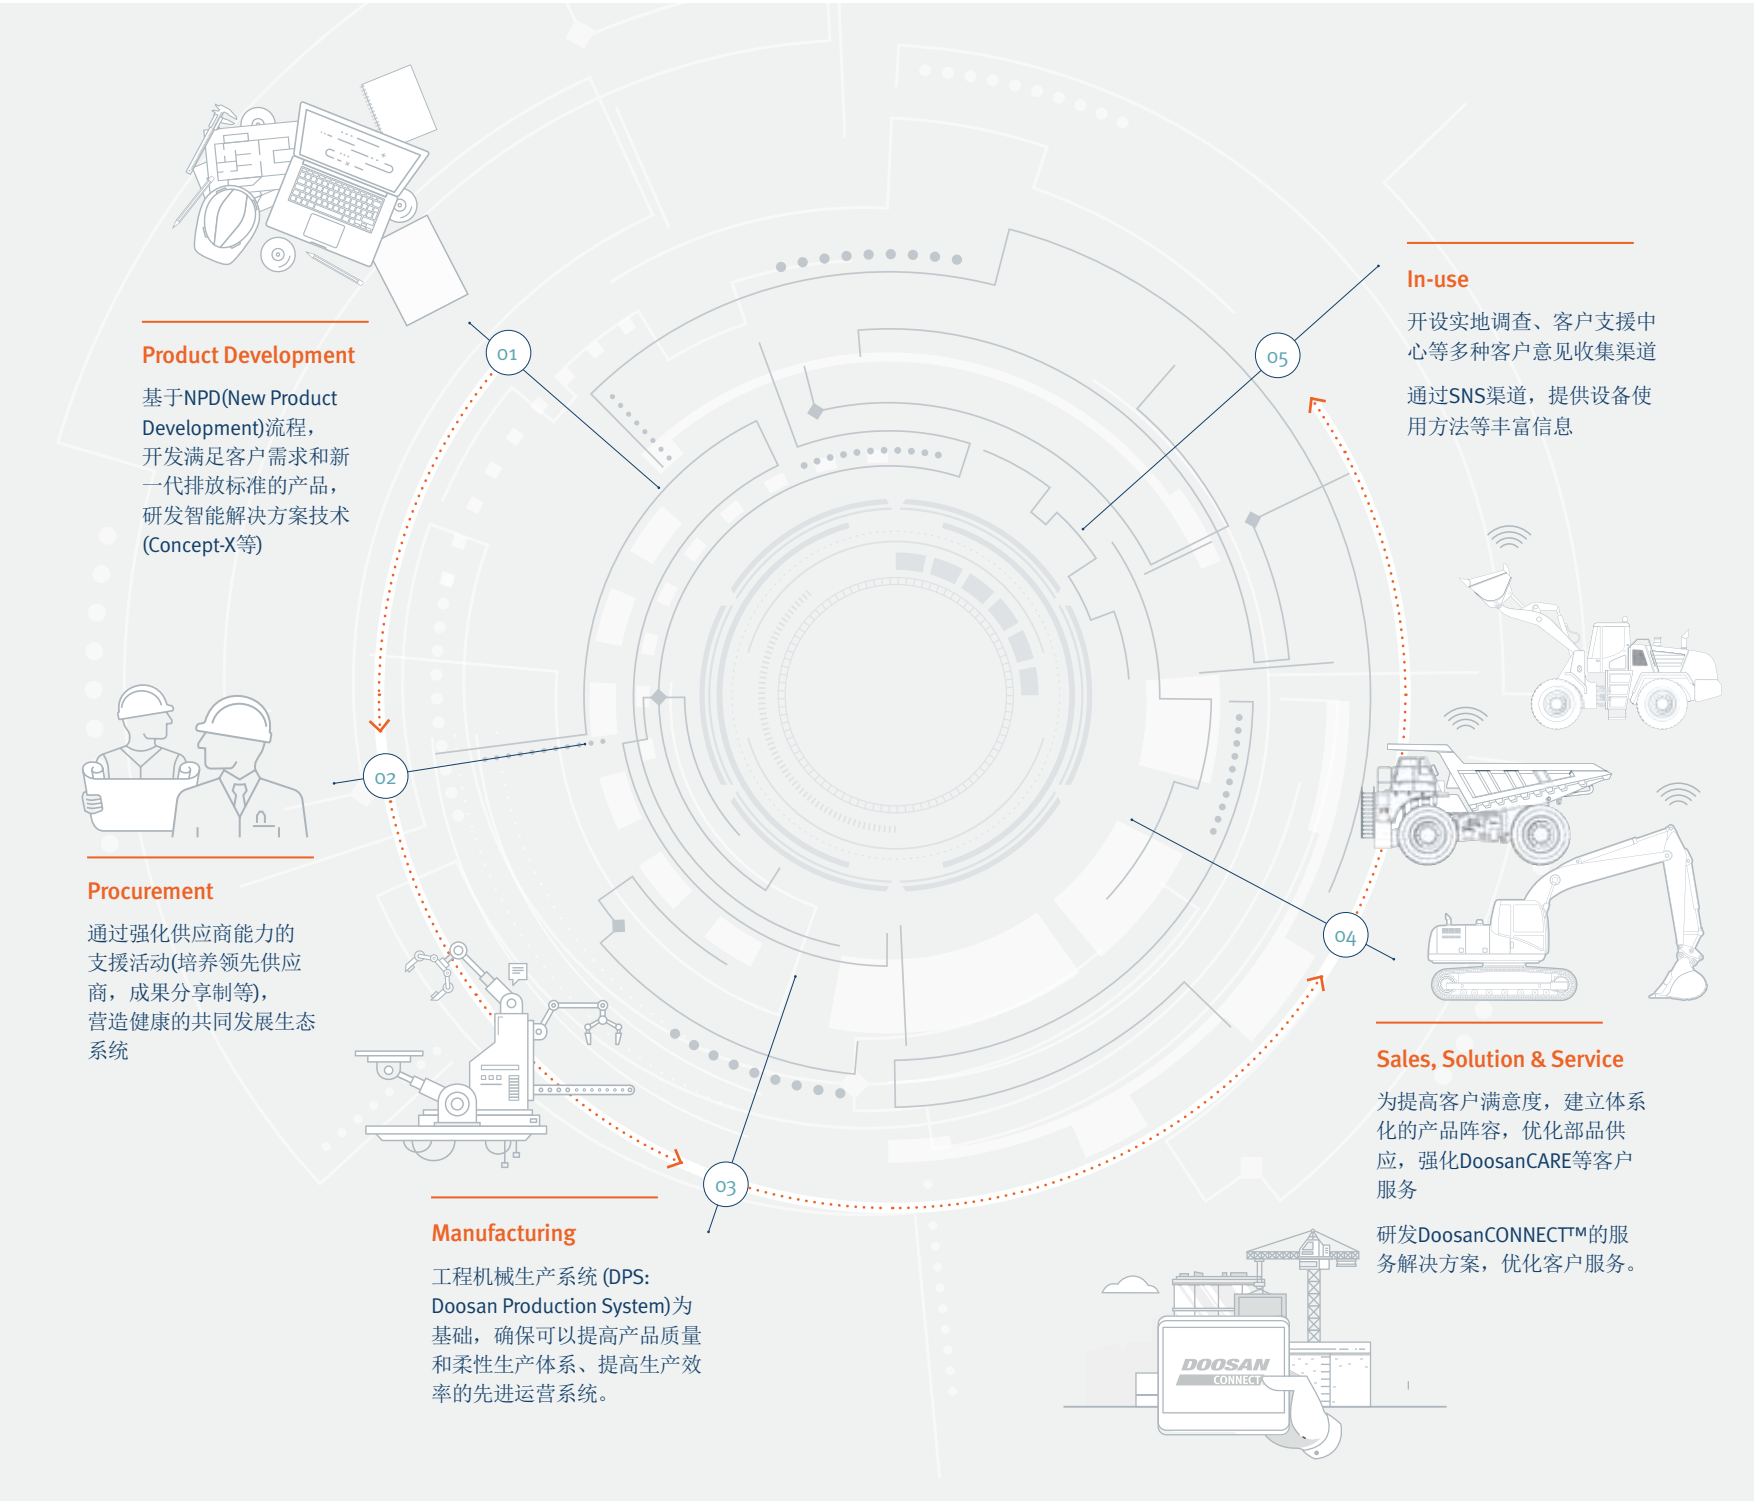 01
Product Development
基于NPD(New Product
Development)流程，
开发满足客户需求和新
一代排放标准的产品，
研发智能解决方案技术
(Concept-X等)
02
Procurement
通过强化供应商能力的
支援活动(培养领先供应
商，成果分享制等)，
营造健康的共同发展生态
系统
03
Manufacturing
工程机械生产系统 (DPS:
Doosan Production System)为
基础，确保可以提高产品质量
和柔性生产体系、提高生产效
率的先进运营系统。
04
Sales, Solution & Service
为提高客户满意度，建立体系
化的产品阵容，优化部品供
应，强化DoosanCARE等客户
服务
研发DoosanCONNECT™的服
务解决方案，优化客户服务。
DOOSAN
CONNECT
05
In-use
开设实地调查、客户支援中
心等多种客户意见收集渠道
通过SNS渠道，提供设备使
用方法等丰富信息